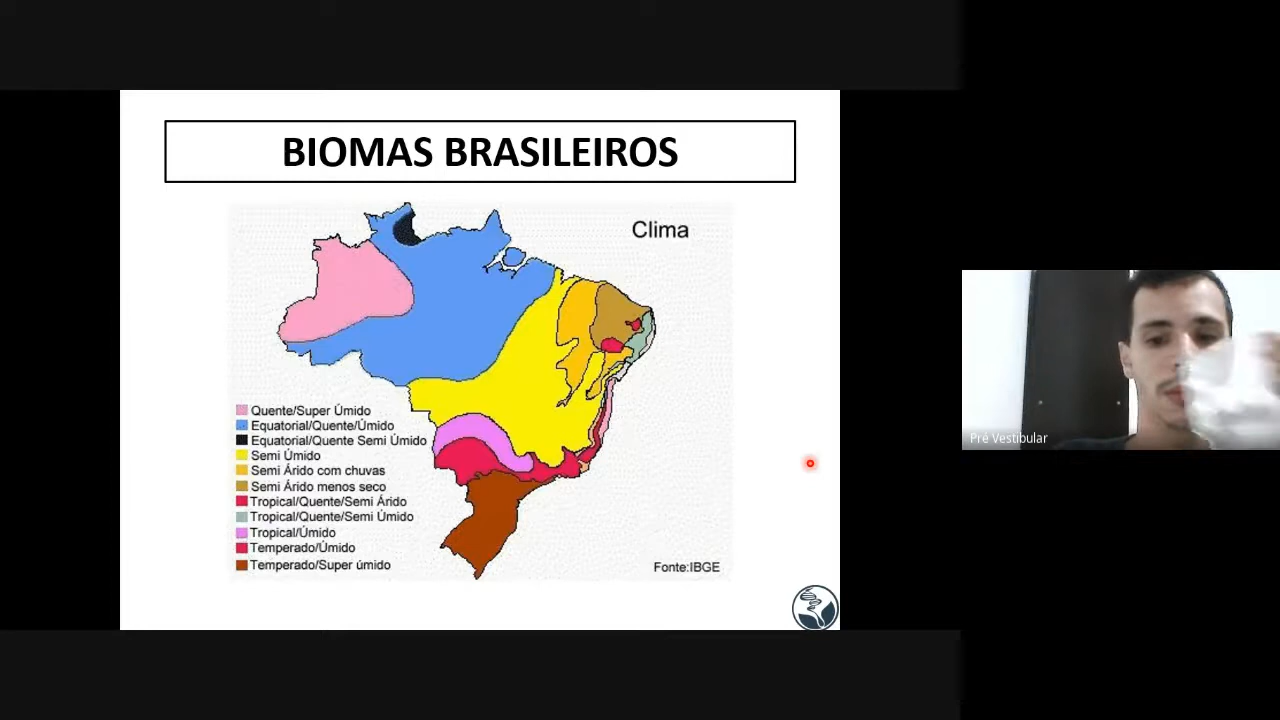 BIOMAS BRASILEIROS
Clima
Quente/Super Úmido
Equatorial/Quente/Úmido
Equatorial/Quente Semi Úmido
Semi Úmido
Semi Árido com chuvas
Semi Árido menos seco
Tropical/Quente/Semi Árido
Tropical/Quente/Semi Úmido
Tropical/Úmido
Temperado/Úmido
Temperado/Super úmido
Fonte:IBGE
Pré Vestibular